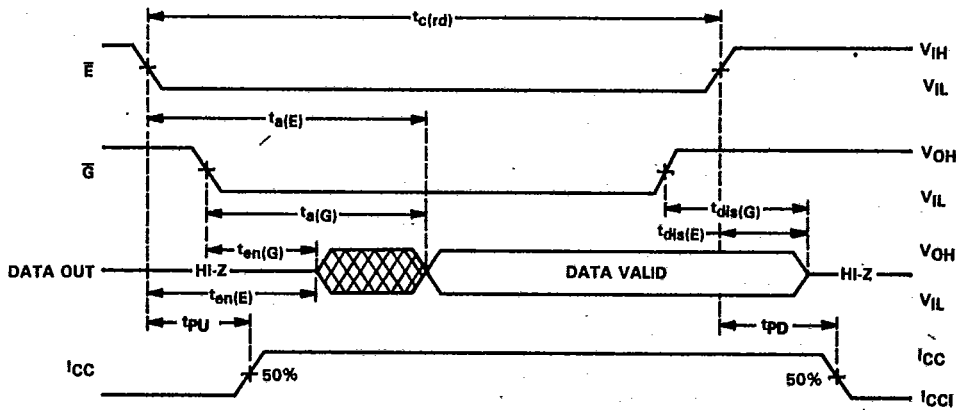 tc(rd)
E VIH
VIL
ta(E)
G VOH
VIL
ta(G)
tdis(G)
tdis(E)
ten(G)
DATA OUT HI-Z DATA VALID HI-Z VOH
ten(E) VIL
tPU tPD
ICC 50% 50% ICC
ICCI